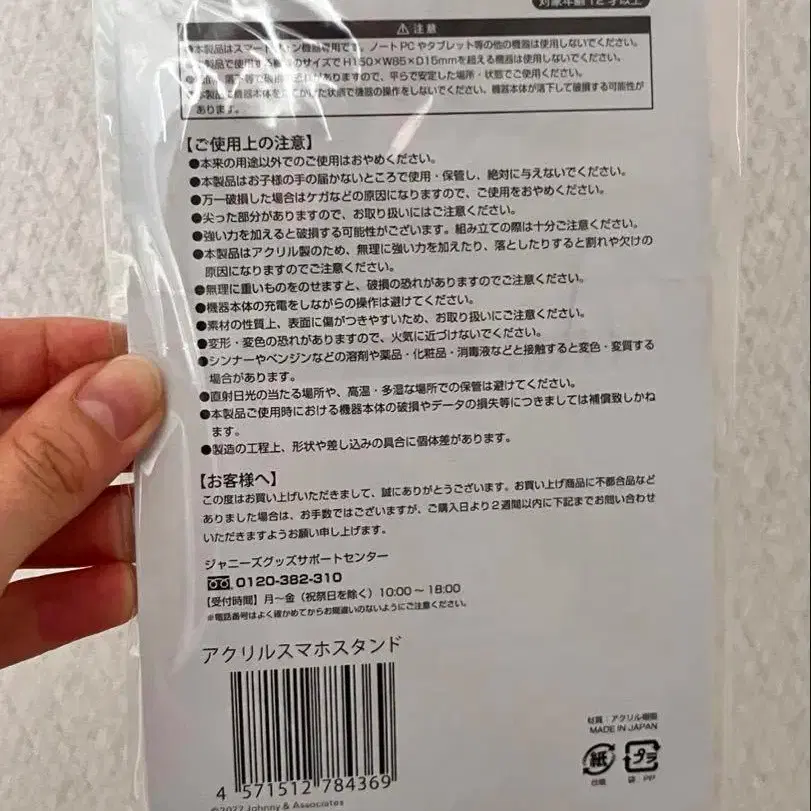 対象年齢12才以上
⚠注意
●本製品はスマートフォン機器専用です。ノートPCやタブレット等の他の機器は使用しないでください。
使用する機器のサイズでH150×W85×D15mmを超える機器は使用しないでください。
落下等で破損の恐れがありますので、平らで安定した場所・状態でご使用ください。
状態で機器の操作をしないでください。機器本体が落下して破損する可能性が
あります。
【ご使用上の注意】
●本来の用途以外でのご使用はおやめください。
●本製品はお子様の手の届かないところで使用・保管し、絶対に与えないでください。
●万一破損した場合はケガなどの原因になりますので、ご使用をおやめください。
●尖った部分がありますので、お取り扱いにはご注意ください。
●強い力を加えると破損する可能性がございます。組み立ての際は十分ご注意ください。
●本製品はアクリル製のため、無理に強い力を加えたり、落としたりすると割れや欠けの
原因になりますのでご注意ください。
●無理に重いものをのせますと、破損の恐れがありますのでご注意ください。
●機器本体の充電をしながらの操作は避けてください。
●素材の性質上、表面に傷がつきやすいため、お取り扱いにご注意ください。
●変形・変色の恐れがありますので、火気に近づけないでください。
●シンナーやベンジンなどの溶剤や薬品・化粧品・消毒液などと接触すると変色・変質する
場合があります。
●直射日光の当たる場所や、高温・多湿な場所での保管は避けてください。
●本製品ご使用時における機器本体の破損やデータの損失等につきましては補償致しかね
ます。
●製造の工程上、形状や差し込みの具合に個体差があります。
【お客様へ】
この度はお買い上げいただきまして、誠にありがとうございます。お買い上げ商品に不都合品など
ありました場合は、お手数ではございますが、ご購入日より2週間以内に下記までお問い合わせ
いただきますようお願い申し上げます。
ジャニーズグッズサポートセンター
0120-382-310
【受付時間】月〜金(祝祭日を除く)10:00〜18:00
※電話番号はよく確かめてからお間違いのないようにご注意ください。
アクリルスマホスタンド
4 571512 784369
©2022 Johnny & Associates
材質:アクリル樹脂
MADE IN JAPAN
紙 プラ
台紙 袋:PP